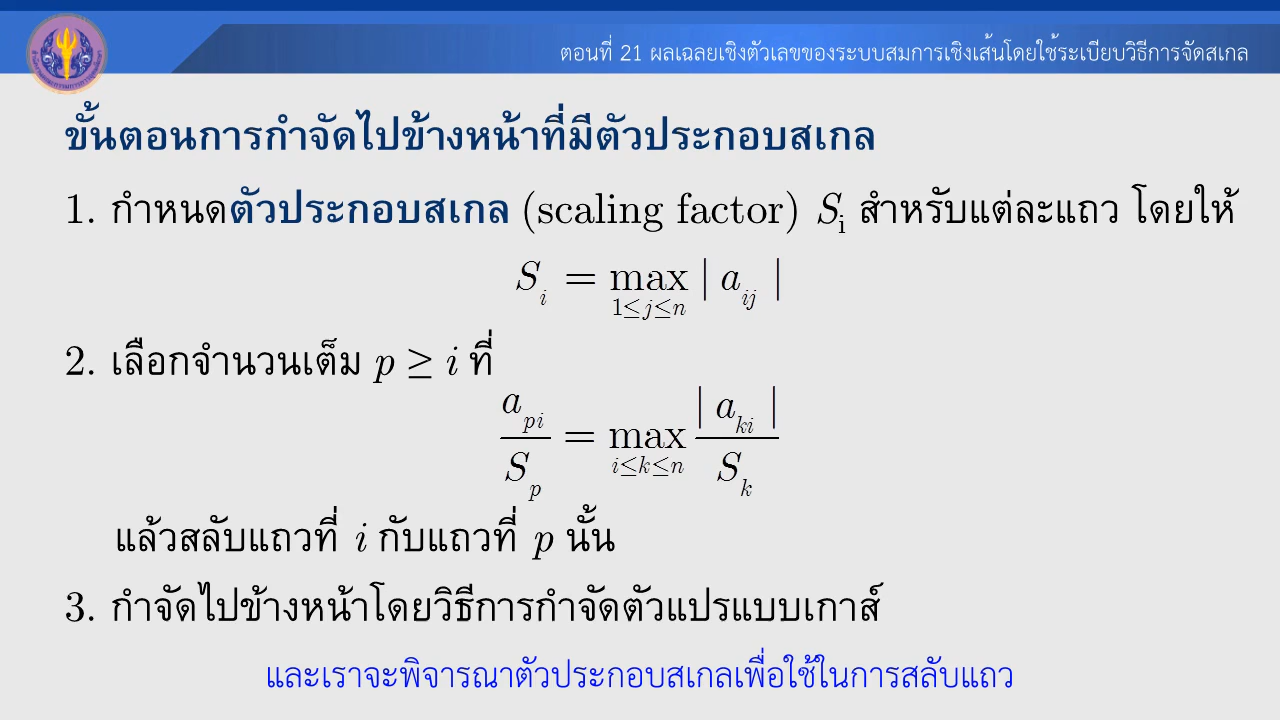 ตอนที่ 21 ผลเฉลยเชิงตัวเลขของระบบสมการเชิงเส้นโดยใช้ระเบียบวิธีการจัดสเกล
ขั้นตอนการกำจัดไปข้างหน้าที่มีตัวประกอบสเกล
1. กำหนดตัวประกอบสเกล (scaling factor) Sᵢ สำหรับแต่ละแถว โดยให้
S_i = max_{1≤j≤n} | a_{ij} |
2. เลือกจำนวนเต็ม p ≥ i ที่
a_{pi} / S_p = max_{i≤k≤n} | a_{ki} | / S_k
แล้วสลับแถวที่ i กับแถวที่ p นั้น
3. กำจัดไปข้างหน้าโดยวิธีการกำจัดตัวแปรแบบเกาส์
และเราจะพิจารณาตัวประกอบสเกลเพื่อใช้ในการสลับแถว